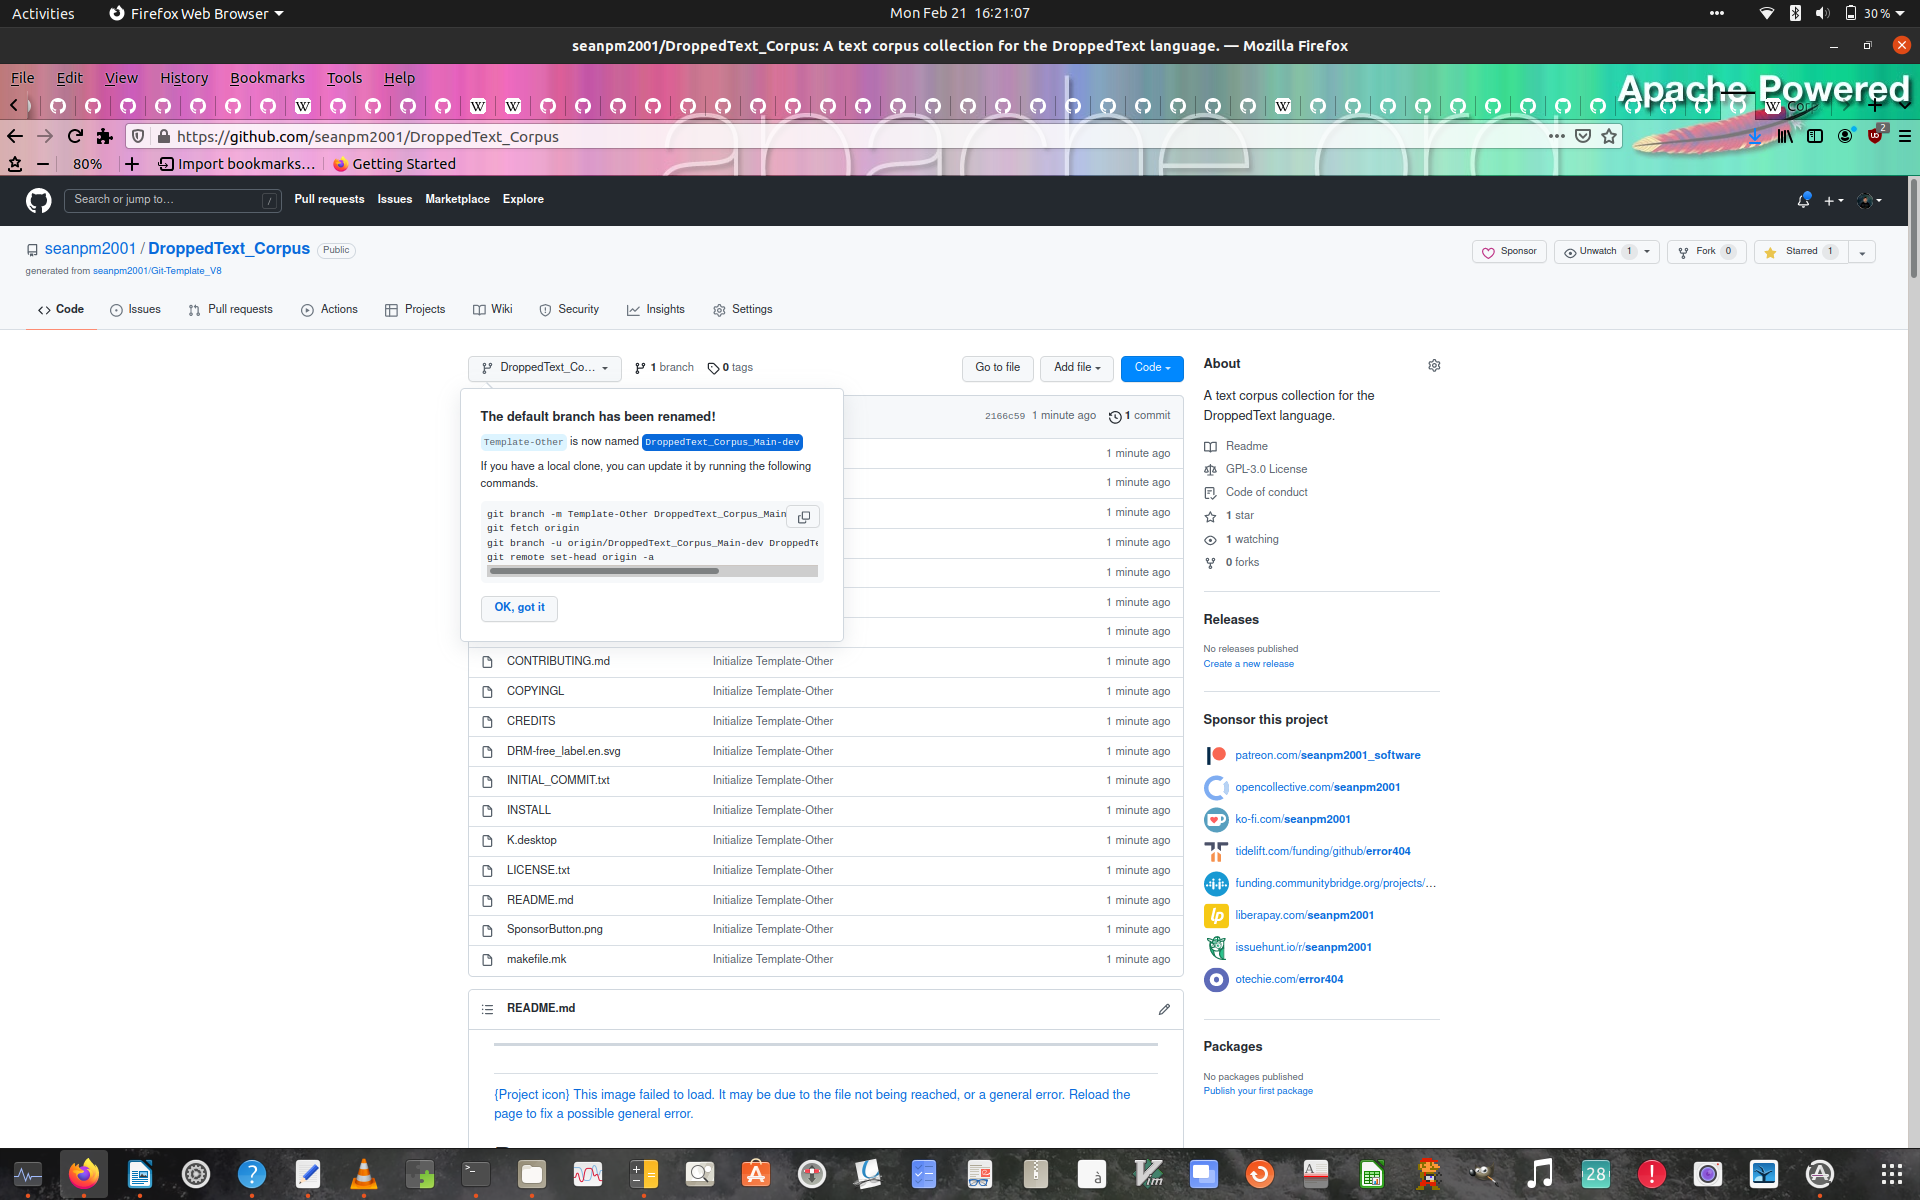 Activities
Firefox Web Browser
Mon Feb 21 16:21:07
30 %
seanpm2001/DroppedText_Corpus: A text corpus collection for the DroppedText language. — Mozilla Firefox
File Edit View History Bookmarks Tools Help
Apache Powered
https://github.com/seanpm2001/DroppedText_Corpus
2
80%
Import bookmarks...
Getting Started
Search or jump to...
/
Pull requests
Issues
Marketplace
Explore
seanpm2001 / DroppedText_Corpus
Public
generated from seanpm2001/Git-Template_V8
Sponsor
Unwatch 1
Fork 0
Starred 1
Code
Issues
Pull requests
Actions
Projects
Wiki
Security
Insights
Settings
DroppedText_Co...
1 branch
0 tags
Go to file
Add file
Code
The default branch has been renamed!
Template-Other is now named DroppedText_Corpus_Main-dev
If you have a local clone, you can update it by running the following
commands.
git branch -m Template-Other DroppedText_Corpus_Main
git fetch origin
git branch -u origin/DroppedText_Corpus_Main-dev DroppedTe
git remote set-head origin -a
OK, got it
2166c59 1 minute ago
1 commit
1 minute ago
1 minute ago
1 minute ago
1 minute ago
1 minute ago
1 minute ago
1 minute ago
CONTRIBUTING.md Initialize Template-Other 1 minute ago
COPYINGL Initialize Template-Other 1 minute ago
CREDITS Initialize Template-Other 1 minute ago
DRM-free_label.en.svg Initialize Template-Other 1 minute ago
INITIAL_COMMIT.txt Initialize Template-Other 1 minute ago
INSTALL Initialize Template-Other 1 minute ago
K.desktop Initialize Template-Other 1 minute ago
LICENSE.txt Initialize Template-Other 1 minute ago
README.md Initialize Template-Other 1 minute ago
SponsorButton.png Initialize Template-Other 1 minute ago
makefile.mk Initialize Template-Other 1 minute ago
README.md
{Project icon} This image failed to load. It may be due to the file not being reached, or a general error. Reload the
page to fix a possible general error.
About
A text corpus collection for the
DroppedText language.
Readme
GPL-3.0 License
Code of conduct
1 star
1 watching
0 forks
Releases
No releases published
Create a new release
Sponsor this project
patreon.com/seanpm2001_software
opencollective.com/seanpm2001
ko-fi.com/seanpm2001
tidelift.com/funding/github/error404
funding.communitybridge.org/projects/...
liberapay.com/seanpm2001
issuehunt.io/r/seanpm2001
otechie.com/error404
Packages
No packages published
Publish your first package
28